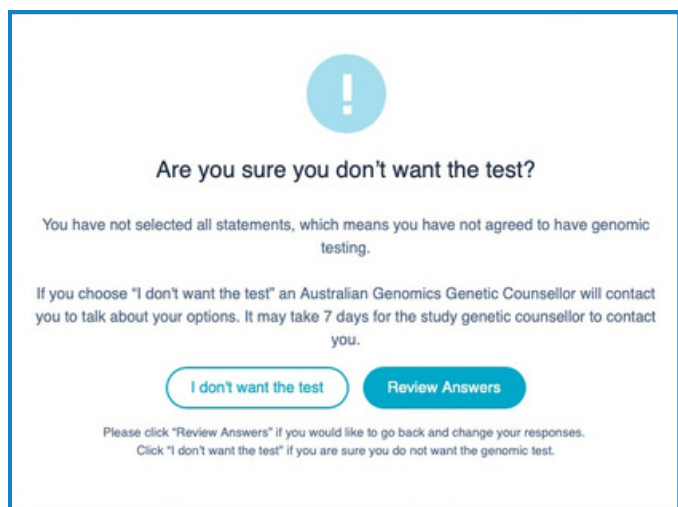 !
Are you sure you don't want the test?
You have not selected all statements, which means you have not agreed to have genomic
testing.
If you choose "I don't want the test" an Australian Genomics Genetic Counsellor will contact
you to talk about your options. It may take 7 days for the study genetic counsellor to contact
you.
I don't want the test
Review Answers
Please click "Review Answers" if you would like to go back and change your responses.
Click "I don't want the test" if you are sure you do not want the genomic test.